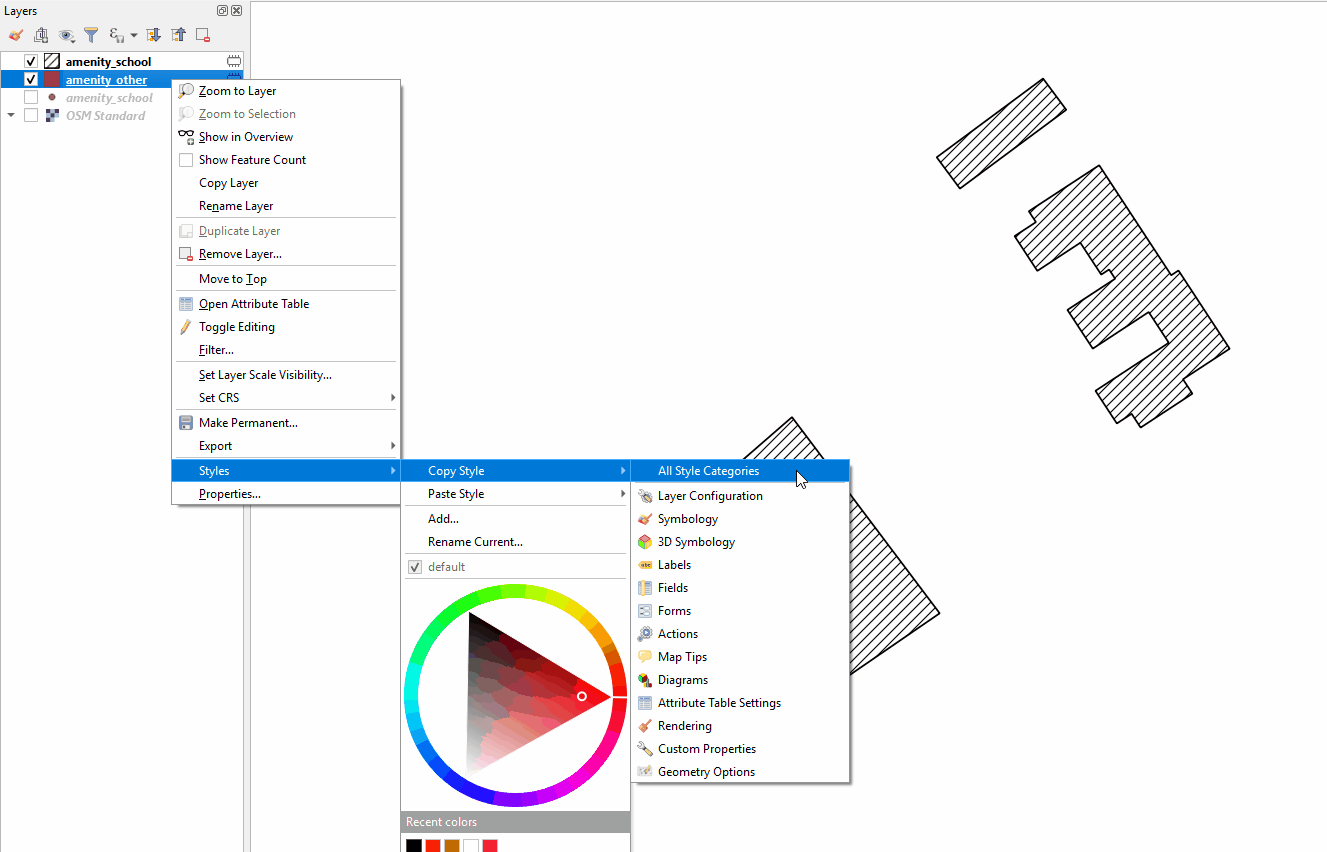 Layers
amenity_school
amenity_other
amenity_school
OSM Standard
Zoom to Layer
Zoom to Selection
Show in Overview
Show Feature Count
Copy Layer
Rename Layer
Duplicate Layer
Remove Layer...
Move to Top
Open Attribute Table
Toggle Editing
Filter...
Set Layer Scale Visibility...
Set CRS
Make Permanent...
Export
Styles
Properties...
Copy Style
Paste Style
Add...
Rename Current...
default
Recent colors
All Style Categories
Layer Configuration
Symbology
3D Symbology
abc Labels
Fields
Forms
Actions
Map Tips
Diagrams
Attribute Table Settings
Rendering
Custom Properties
Geometry Options